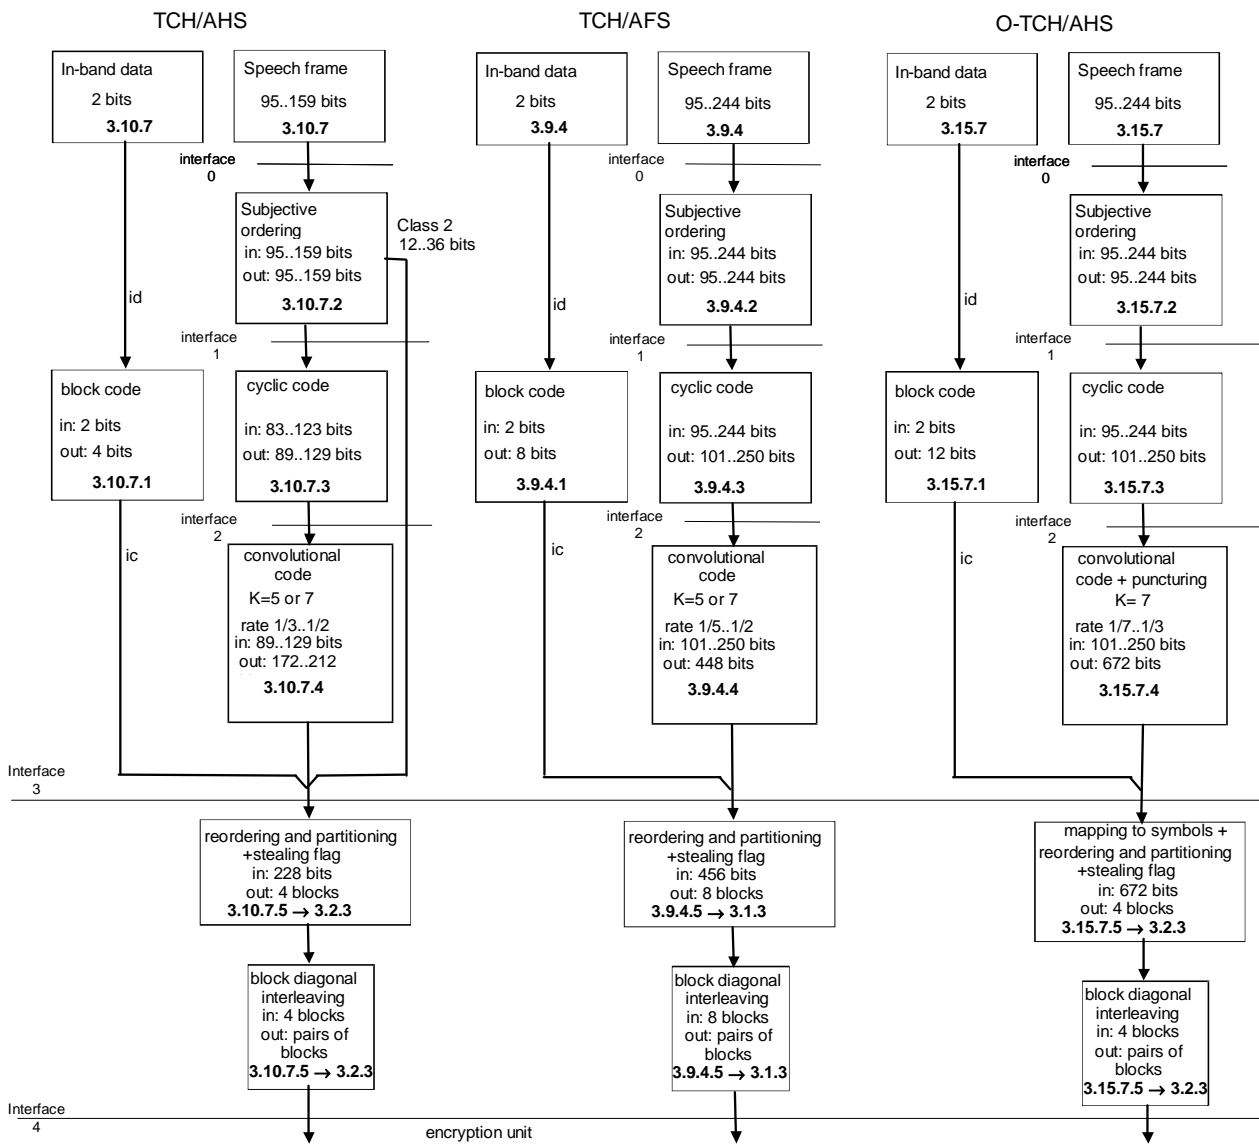 TCH/AHS
In-band data
2 bits
3.10.7
Speech frame
95..159 bits
3.10.7
interface
0
Subjective
ordering
in: 95..159 bits
out: 95..159 bits
3.10.7.2
Class 2
12..36 bits
id
interface
1
block code
in: 2 bits
out: 4 bits
3.10.7.1
cyclic code
in: 83..123 bits
out: 89..129 bits
3.10.7.3
interface
2
ic
convolutional
code
K=5 or 7
rate 1/3..1/2
in: 89..129 bits
out: 172..212
3.10.7.4
TCH/AFS
In-band data
2 bits
3.9.4
Speech frame
95..244 bits
3.9.4
interface
0
Subjective
ordering
in: 95..244 bits
out: 95..244 bits
3.9.4.2
id
interface
1
block code
in: 2 bits
out: 8 bits
3.9.4.1
cyclic code
in: 95..244 bits
out: 101..250 bits
3.9.4.3
interface
2
ic
convolutional
code
K=5 or 7
rate 1/5..1/2
in: 101..250 bits
out: 448 bits
3.9.4.4
O-TCH/AHS
In-band data
2 bits
3.15.7
Speech frame
95..244 bits
3.15.7
interface
0
Subjective
ordering
in: 95..244 bits
out: 95..244 bits
3.15.7.2
id
interface
1
block code
in: 2 bits
out: 12 bits
3.15.7.1
cyclic code
in: 95..244 bits
out: 101..250 bits
3.15.7.3
interface
2
ic
convolutional
code + puncturing
K= 7
rate 1/7..1/3
in: 101..250 bits
out: 672 bits
3.15.7.4
Interface
3
reordering and partitioning
+stealing flag
in: 228 bits
out: 4 blocks
3.10.7.5 → 3.2.3
block diagonal
interleaving
in: 4 blocks
out: pairs of
blocks
3.10.7.5 → 3.2.3
reordering and partitioning
+stealing flag
in: 456 bits
out: 8 blocks
3.9.4.5 → 3.1.3
block diagonal
interleaving
in: 8 blocks
out: pairs of
blocks
3.9.4.5 → 3.1.3
mapping to symbols +
reordering and partitioning
+stealing flag
in: 672 bits
out: 4 blocks
3.15.7.5 → 3.2.3
block diagonal
interleaving
in: 4 blocks
out: pairs of
blocks
3.15.7.5 → 3.2.3
Interface
4
encryption unit